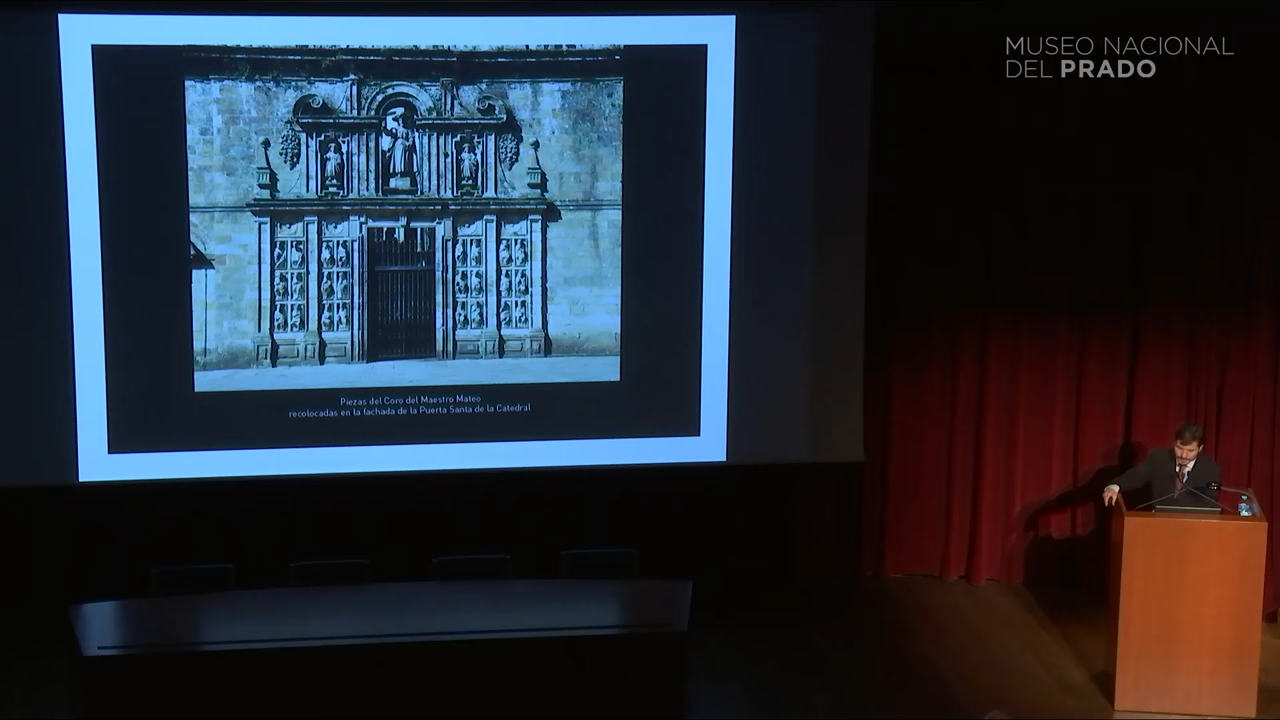 MUSEO NACIONAL
DEL PRADO
Piezas del Coro del Maestro Mateo
recolocadas en la fachada de la Puerta Santa de la Catedral